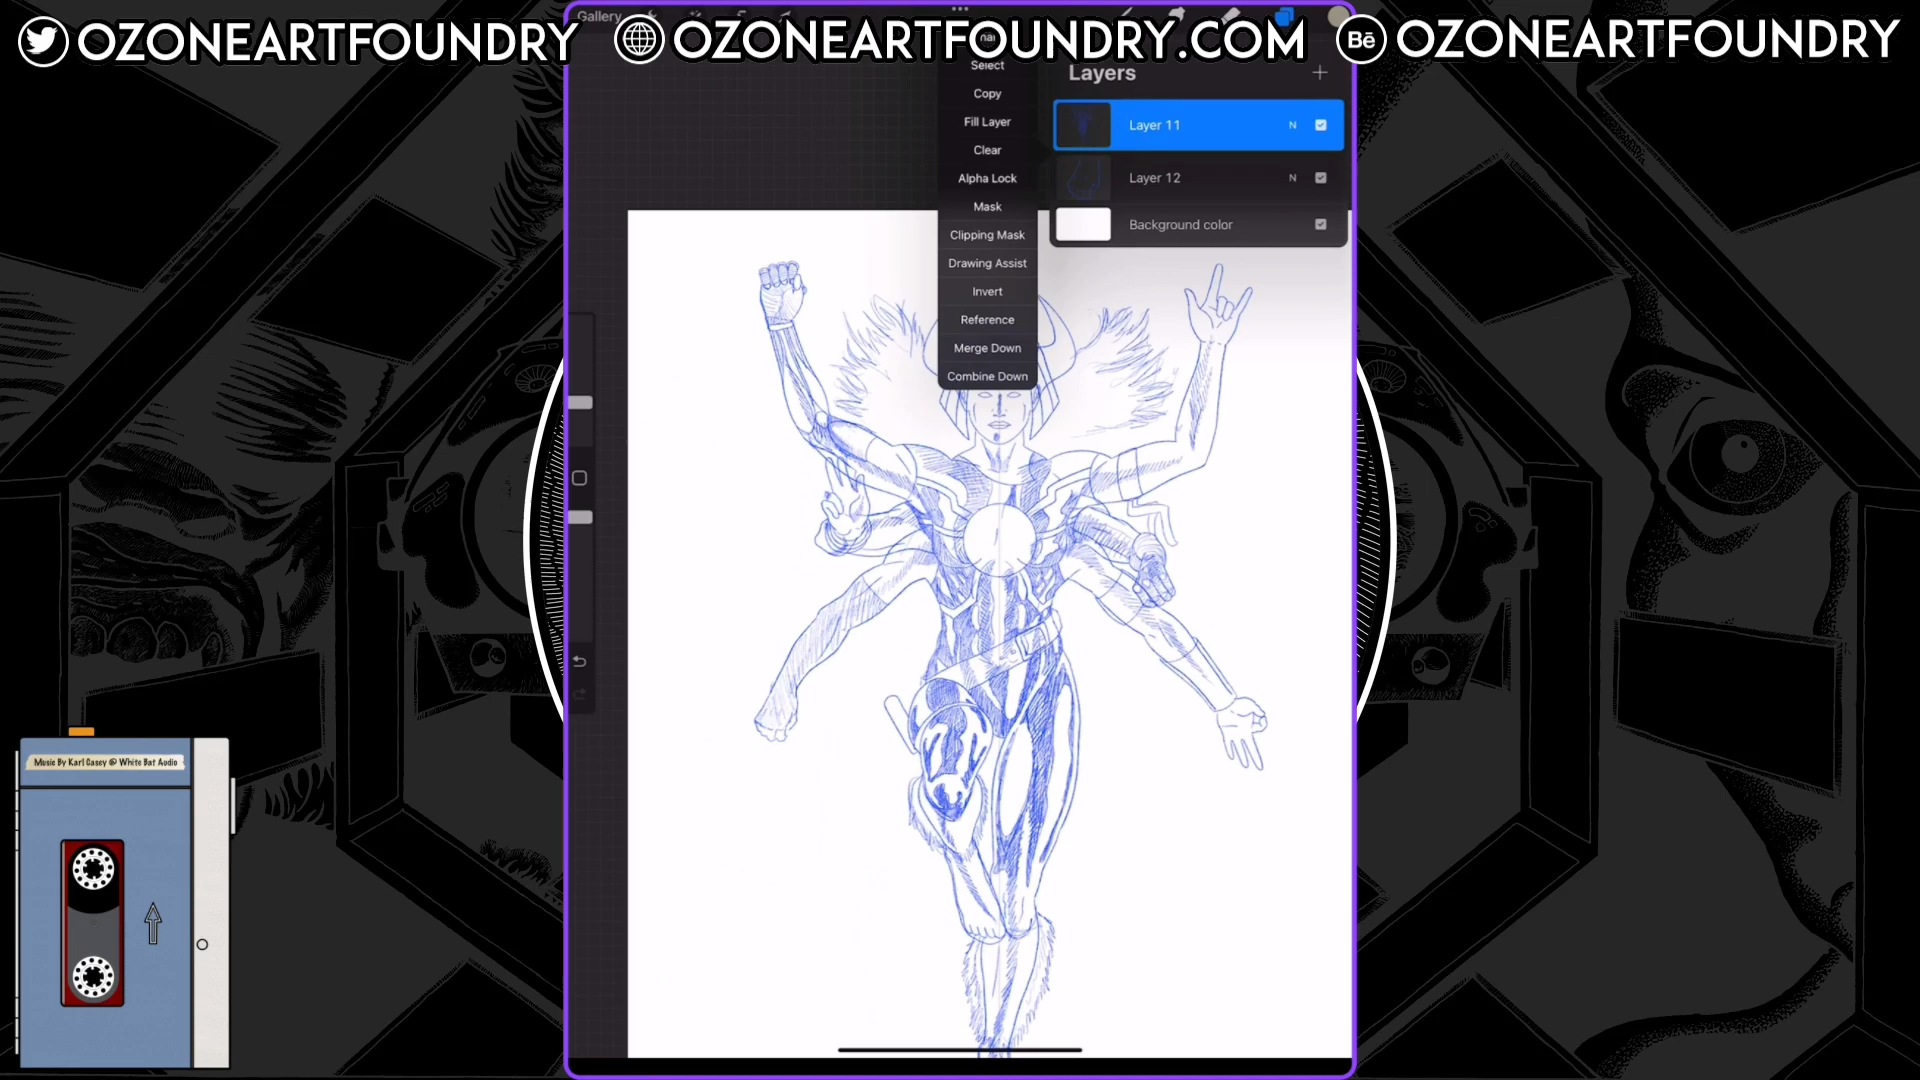 OZONEARTFOUNDRY
OZONEARTFOUNDRY.COM
Bē OZONEARTFOUNDRY
Gallery
Select
Copy
Fill Layer
Clear
Alpha Lock
Mask
Clipping Mask
Drawing Assist
Invert
Reference
Merge Down
Combine Down
Layers
Layer 11 N
Layer 12 N
Background color
Music By Karl Casey @ White Bat Audio